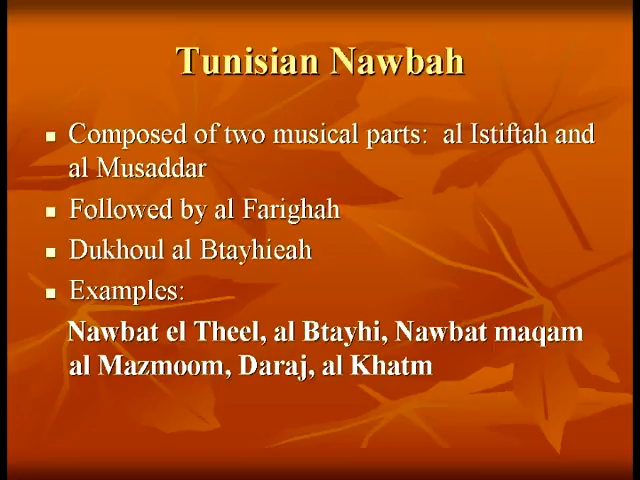 Tunisian Nawbah
Composed of two musical parts:  al Istiftah and
al Musaddar
Followed by al Farighah
Dukhoul al Btayhieah
Examples:
Nawbat el Theel, al Btayhi, Nawbat maqam
al Mazmoom, Daraj, al Khatm